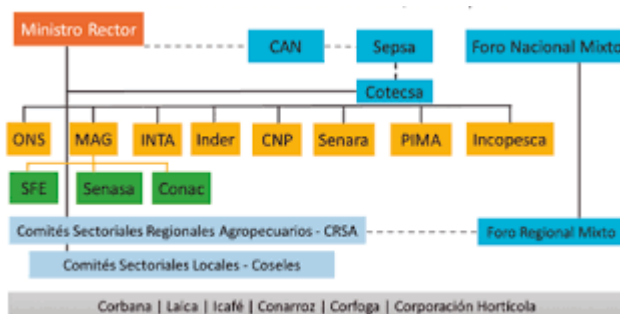 Ministro Rector
CAN
Sepsa
Foro Nacional Mixto
Cotecsa
ONS
MAG
INTA
Inder
CNP
Senara
PIMA
Incopesca
SFE
Senasa
Conac
Comités Sectoriales Regionales Agropecuarios - CRSA
Foro Regional Mixto
Comités Sectoriales Locales - Coseles
Corbana | Laica | Icafé | Conarroz | Corfoga | Corporación Hortícola